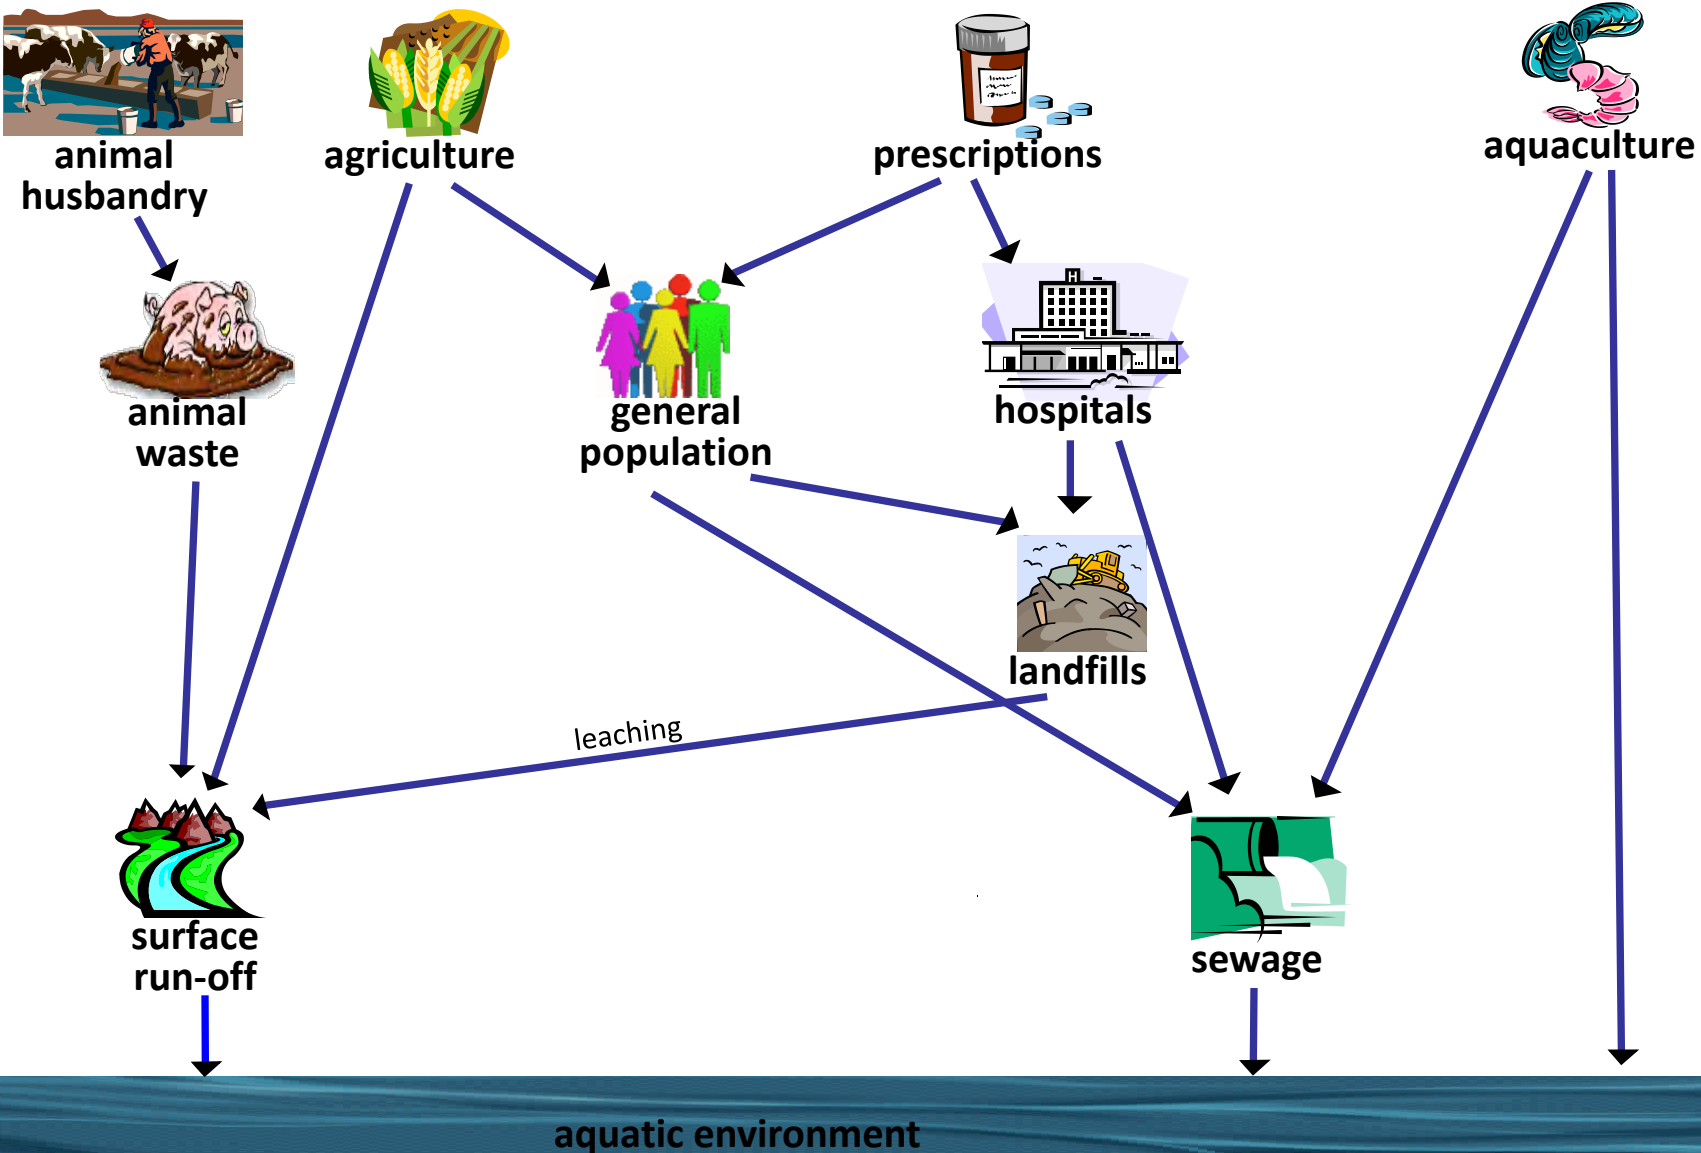 animal
husbandry
agriculture
prescriptions
aquaculture
animal
waste
general
population
hospitals
landfills
leaching
surface
run-off
sewage
aquatic environment